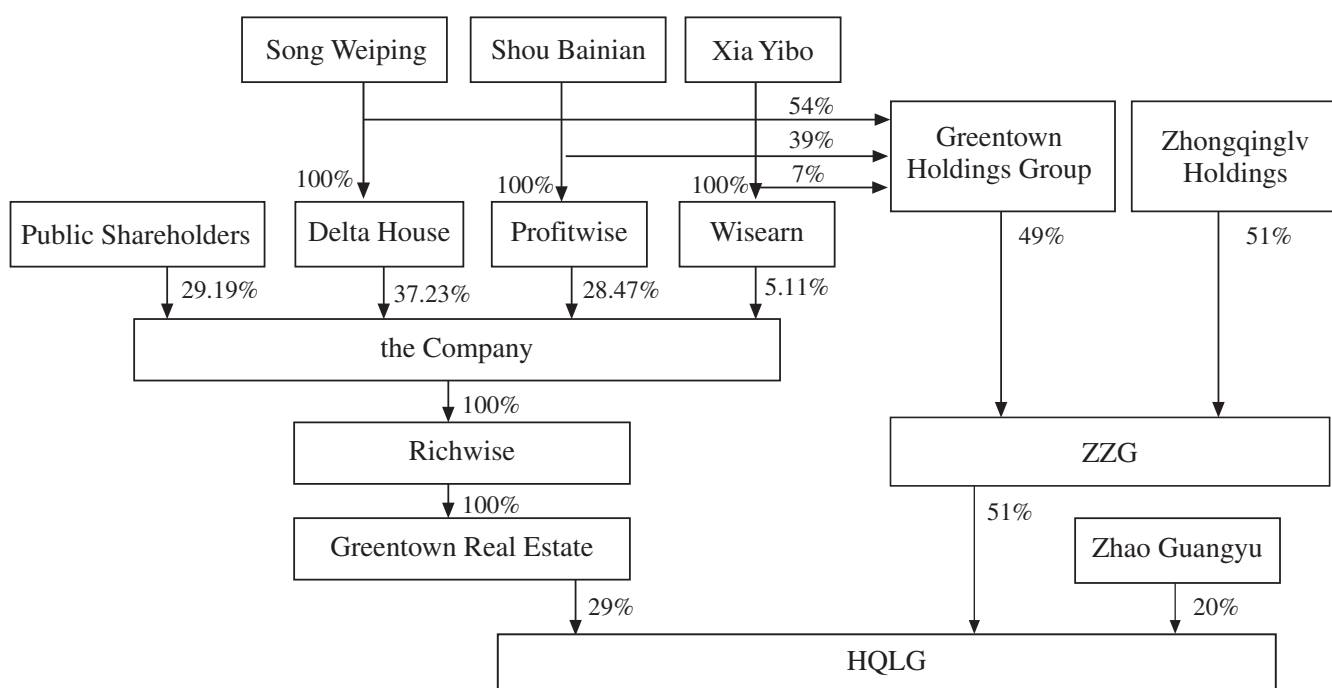 Song Weiping
Shou Bainian
Xia Yibo
54%
Greentown
Holdings Group
Zhongqinglv
Holdings
39%
100%
100%
100%
7%
Public Shareholders
Delta House
Profitwise
Wisearn
49%
51%
29.19%
37.23%
28.47%
5.11%
the Company
100%
Richwise
ZZG
100%
51%
Greentown Real Estate
Zhao Guangyu
29%
20%
HQLG